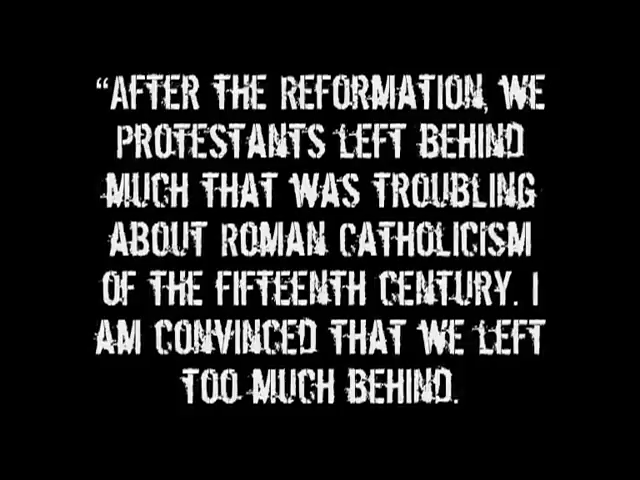 “AFTER THE REFORMATION, WE
PROTESTANTS LEFT BEHIND
MUCH THAT WAS TROUBLING
ABOUT ROMAN CATHOLICISM
OF THE FIFTEENTH CENTURY. I
AM CONVINCED THAT WE LEFT
TOO MUCH BEHIND.